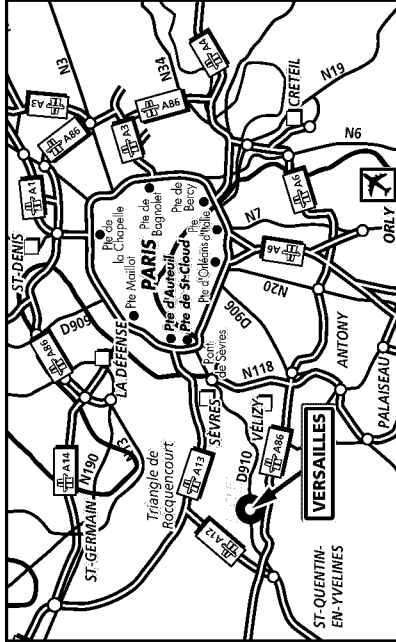 A3
N3
N34
A4
A86
A86
A3
N19
CRÉTEIL
N6
A1
ST-DENIS
Pte de
la Chapelle
Pte de
Bagnolet
Pte de
Bercy
A6
N7
ORLY
D909
PARIS
Pte Maillot
Pte d'Auteuil
Pte de St-Cloud
Pte d'Orléans
d'Italie
A6
N20
A86
LA DÉFENSE
Pont
de Sèvres
D906
N118
ANTONY
PALAISEAU
A14
N13
N190
ST-GERMAIN
Triangle de
Rocquencourt
A13
SÈVRES
VÉLIZY
D910
A86
VERSAILLES
A12
ST-QUENTIN-
EN-YVELINES